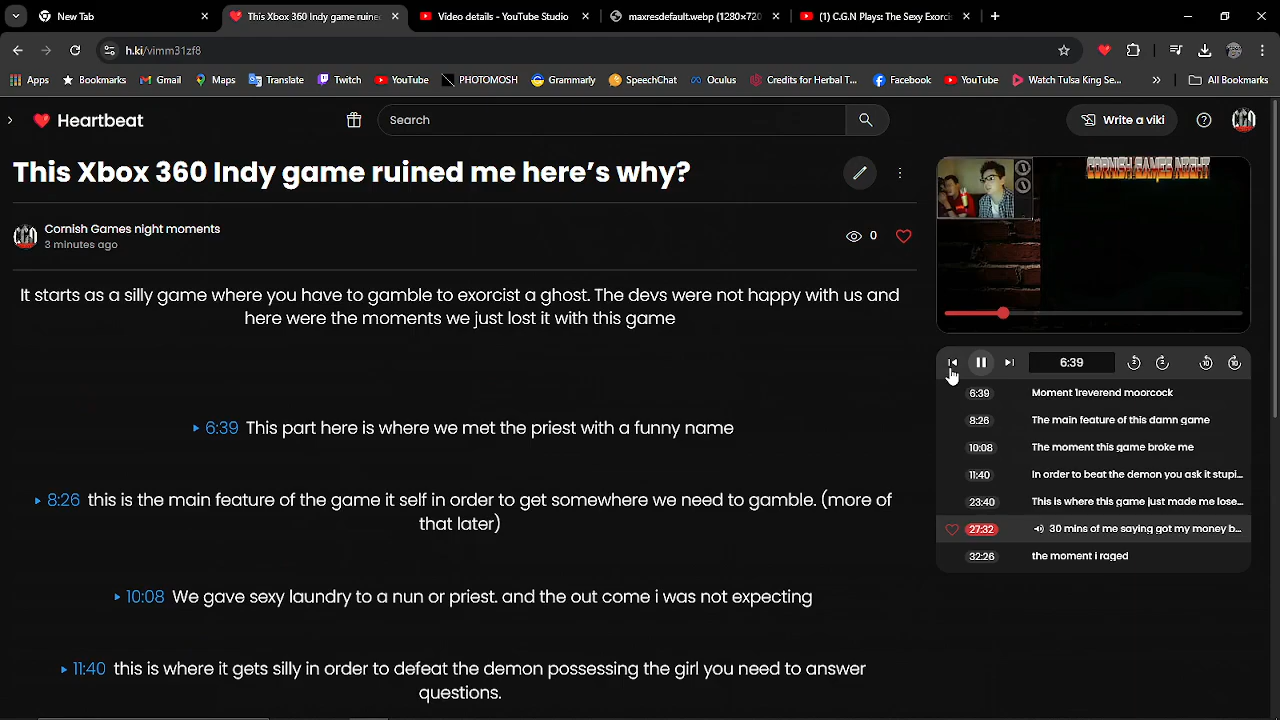 New Tab
This Xbox 360 Indy game ruined
Video details - YouTube Studio
maxresdefault.webp (1280×720
(1) C.G.N Plays: The Sexy Exorcis
h.ki/vimm31zf8
Apps
Bookmarks
Gmail
Maps
Translate
Twitch
YouTube
PHOTOMOSH
Grammarly
SpeechChat
Oculus
Credits for Herbal T...
Facebook
YouTube
Watch Tulsa King Se...
All Bookmarks
Heartbeat
Search
Write a viki
This Xbox 360 Indy game ruined me here's why?
Cornish Games night moments
3 minutes ago
0
It starts as a silly game where you have to gamble to exorcist a ghost. The devs were not happy with us and
here were the moments we just lost it with this game
6:39 This part here is where we met the priest with a funny name
8:26 this is the main feature of the game it self in order to get somewhere we need to gamble. (more of
that later)
10:08 We gave sexy laundry to a nun or priest. and the out come i was not expecting
11:40 this is where it gets silly in order to defeat the demon possessing the girl you need to answer
questions.
CORNISH GAMES NIGHT
6:39
6:39 Moment 1reverend moorcock
8:26 The main feature of this damn game
10:08 The moment this game broke me
11:40 In order to beat the demon you ask it stupi...
23:40 This is where this game just made me lose...
27:32 30 mins of me saying got my money b...
32:26 the moment i raged